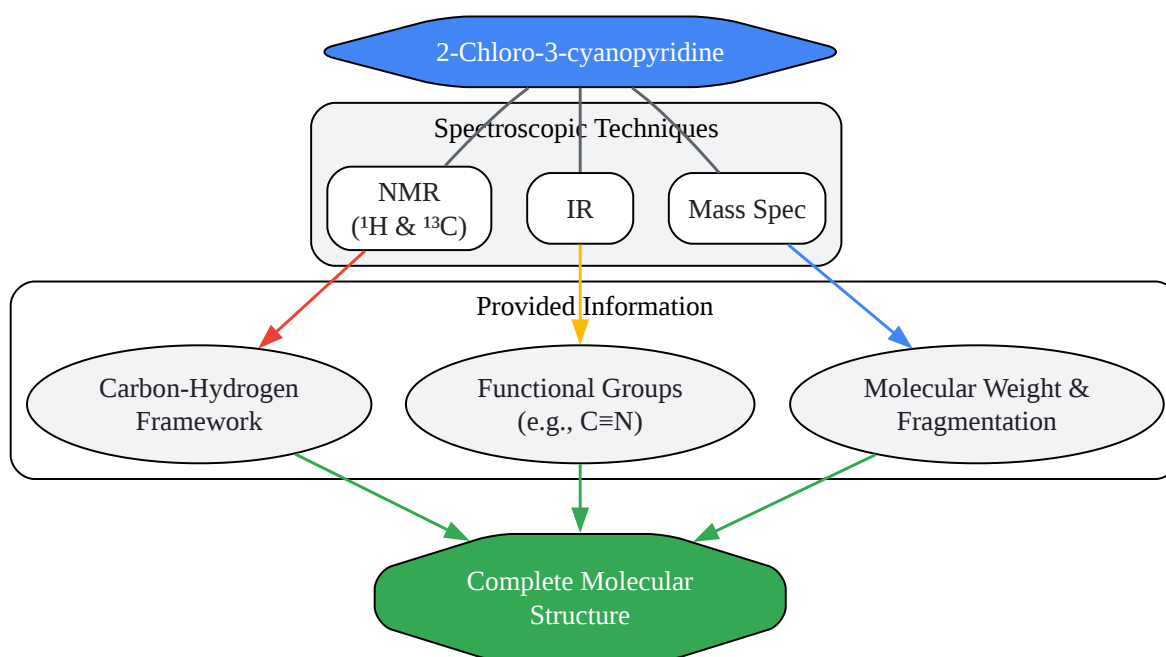 2-Chloro-3-cyanopyridine
Spectroscopic Techniques
NMR
(¹H & ¹³C)
IR
Mass Spec
Provided Information
Carbon-Hydrogen
Framework
Functional Groups
(e.g., C≡N)
Molecular Weight &
Fragmentation
Complete Molecular
Structure